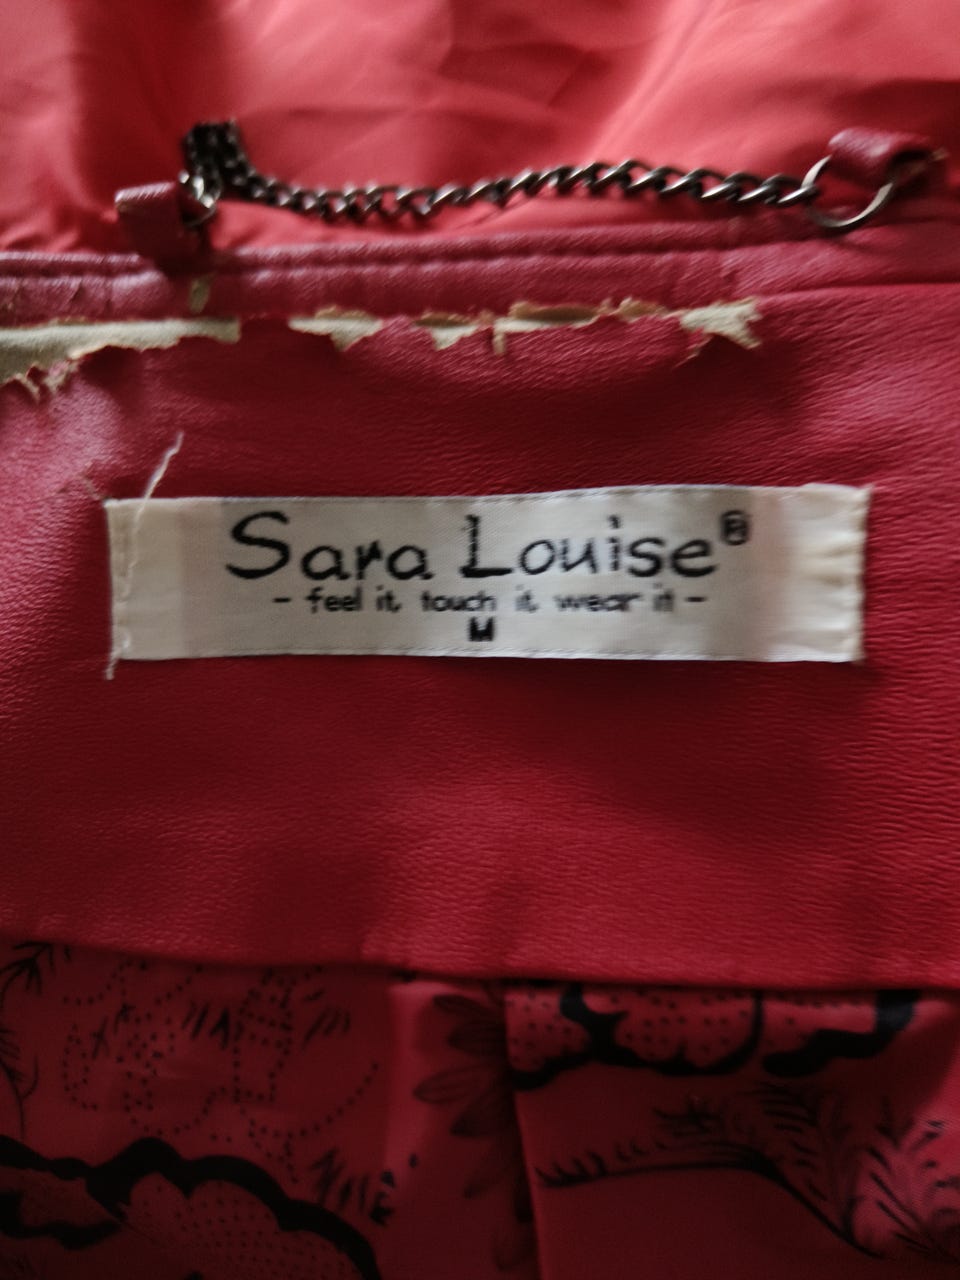 Sara Louise®
- feel it touch it wear it -
M